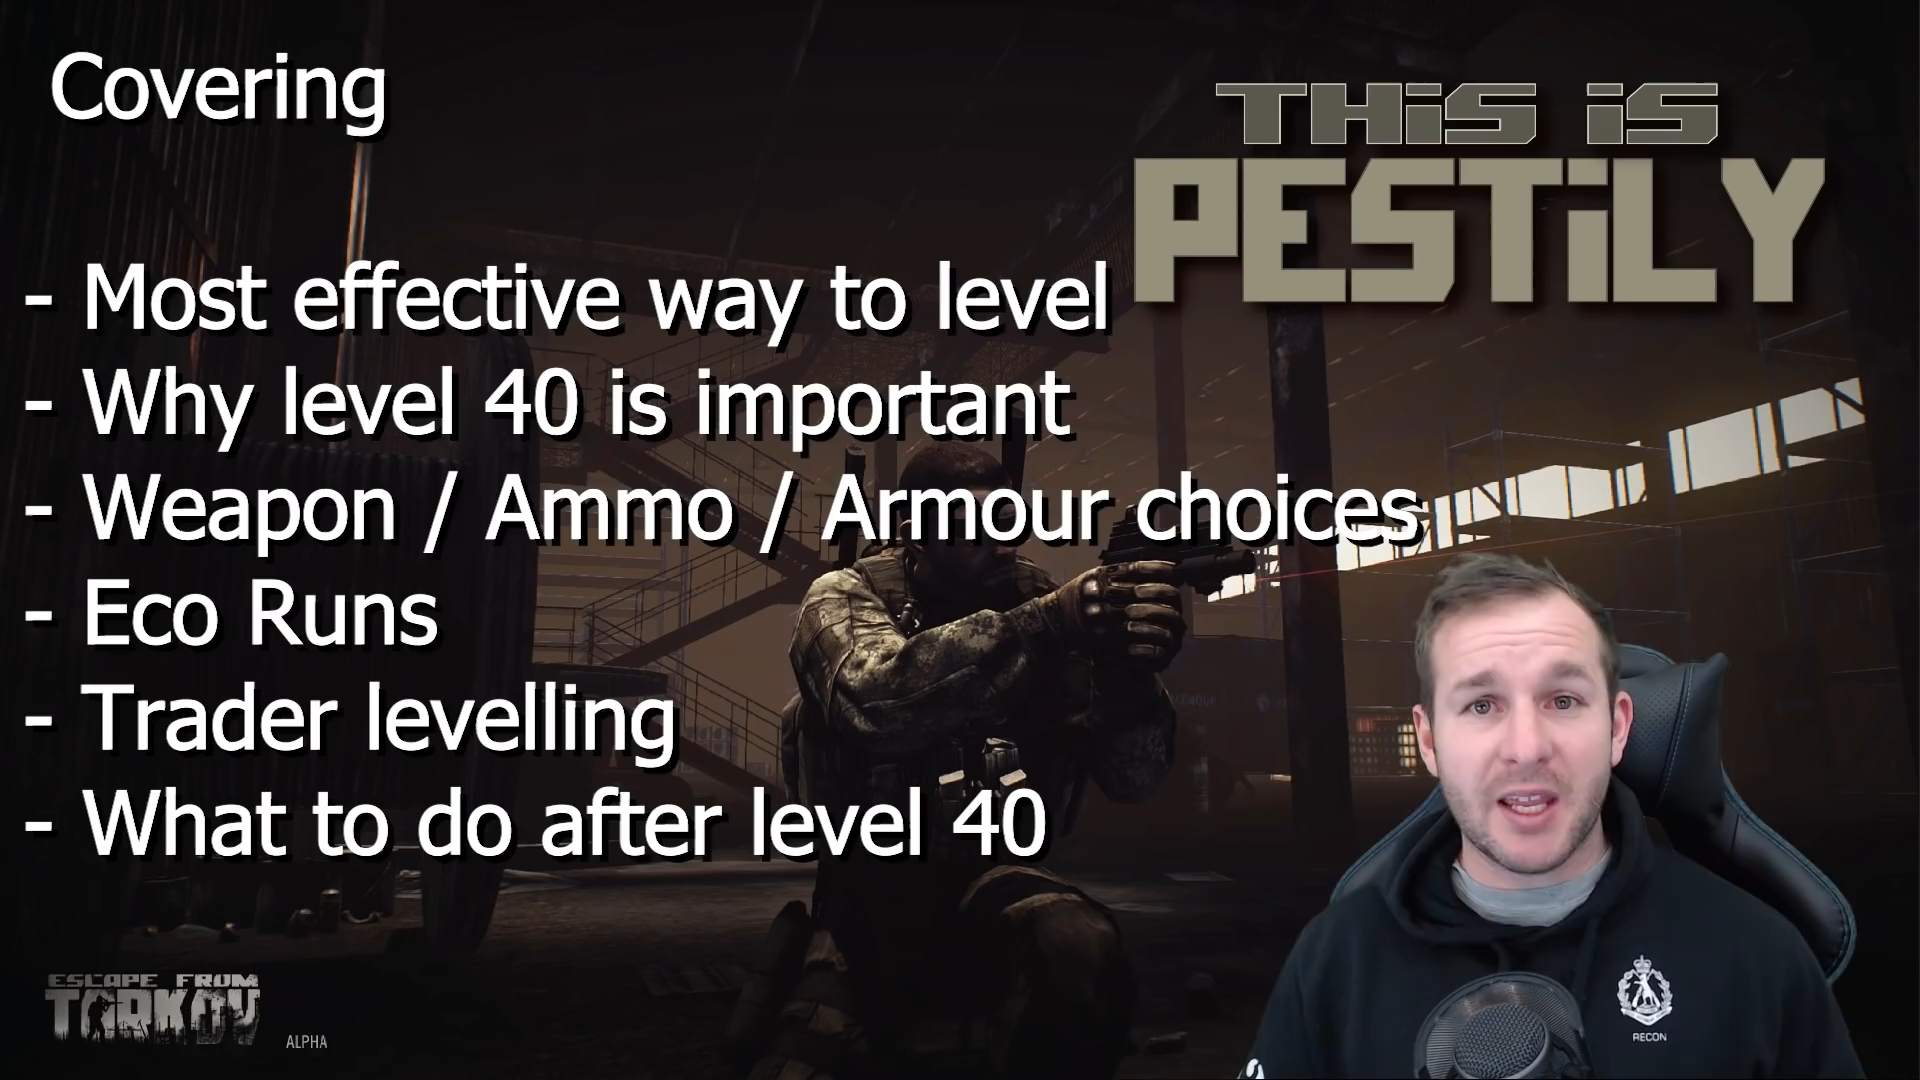 Covering
THiS iS
PESTiLY
- Most effective way to level
- Why level 40 is important
- Weapon / Ammo / Armour choices
- Eco Runs
- Trader levelling
- What to do after level 40
ESCAPE FROM
TARKOV
ALPHA
RECON